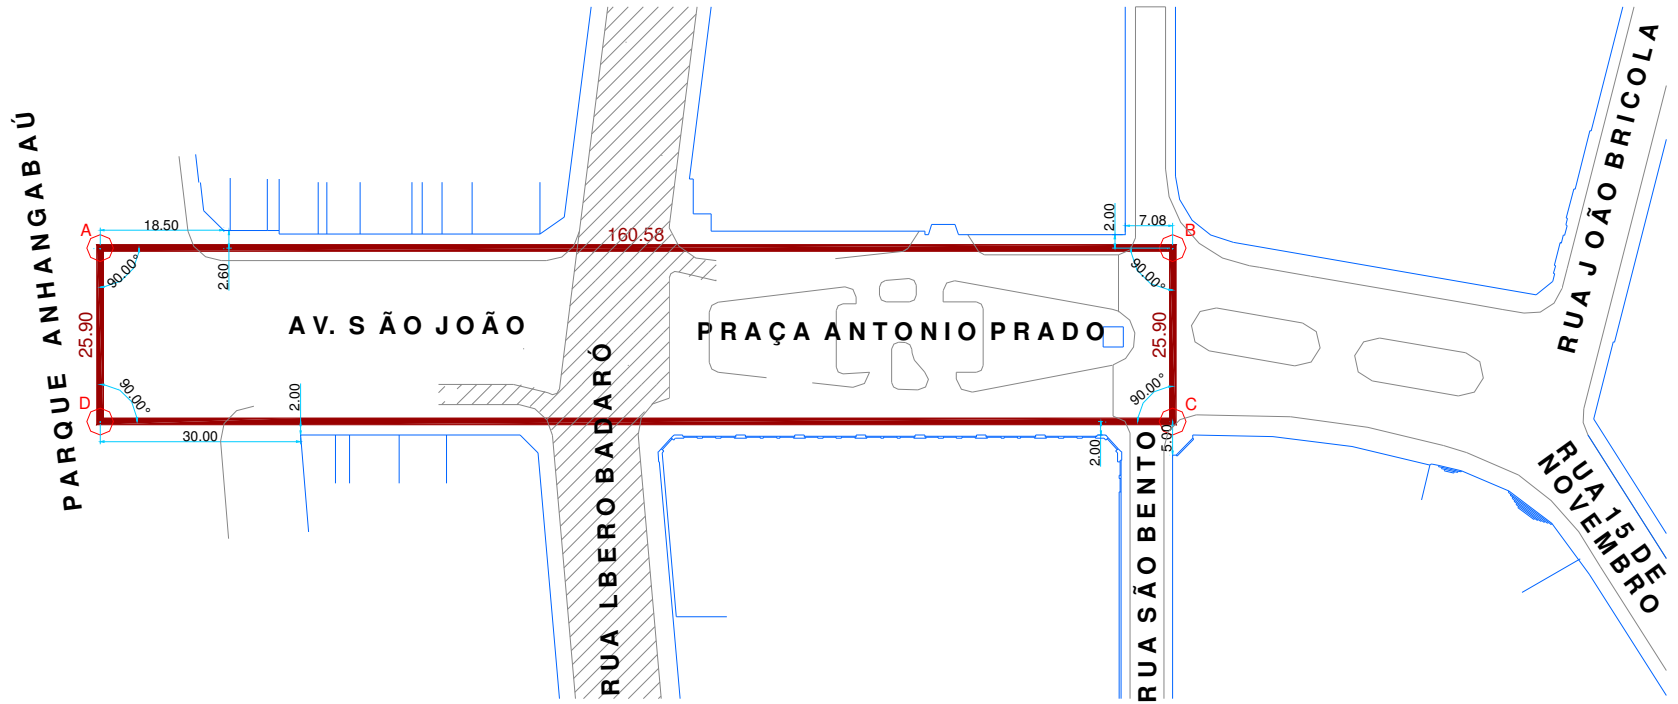 PARQUE ANHANGABAÚ
A
18.50
2.60
90.00°
25.90
90.00°
D
30.00
2.00
AV. SÃO JOÃO
160.58
RUA LBERO BADARÓ
PRAÇA ANTONIO PRADO
2.00
7.08
B
90.00°
25.90
90.00°
C
2.00
5.00
RUA SÃO BENTO
RUA JOÃO BRICOLA
RUA 15 DE
NOVEMBRO